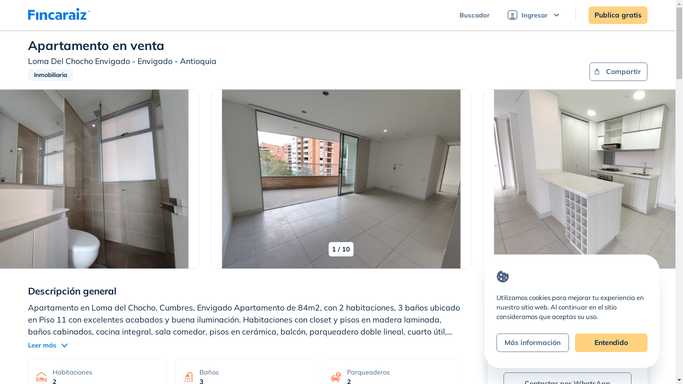 Fincaraiz
Buscador
Ingresar
Publica gratis
Apartamento en venta
Loma Del Chocho Envigado - Envigado - Antioquia
Inmobiliaria
Compartir
1 / 10
Descripción general
Apartamento en Loma del Chocho, Cumbres, Envigado Apartamento de 84m2, con 2 habitaciones, 3 baños ubicado
en Piso 11 con excelentes acabados y buena iluminación. Habitaciones con closet y pisos en madera laminada,
baños cabinados, cocina integral, sala comedor, pisos en cerámica, balcón, parqueadero doble lineal, cuarto útil,...
Leer más
Habitaciones
2
Baños
3
Parqueaderos
2
Utilizamos cookies para mejorar tu experiencia en
nuestro sitio web. Al continuar en el sitio
consideramos que aceptas su uso.
Más información
Entendido
Contactar por WhatsApp